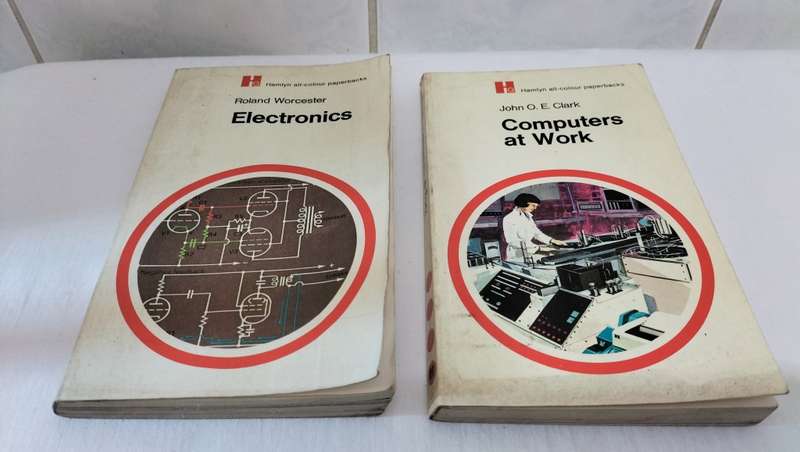 Hamlyn all-colour paperbacks
Roland Worcester
Electronics
Hamlyn all-colour paperbacks
John O. E. Clark
Computers
at Work